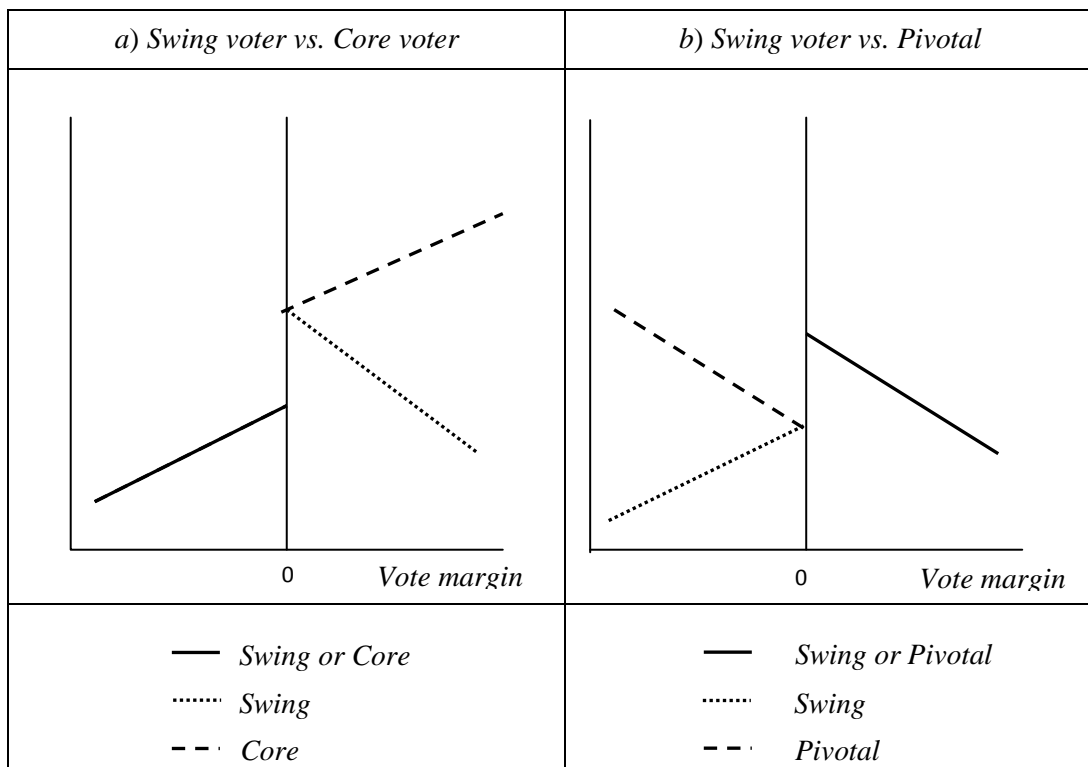 a) Swing voter vs. Core voter
b) Swing voter vs. Pivotal
0
Vote margin
0
Vote margin
Swing or Core
Swing
Core
Swing or Pivotal
Swing
Pivotal